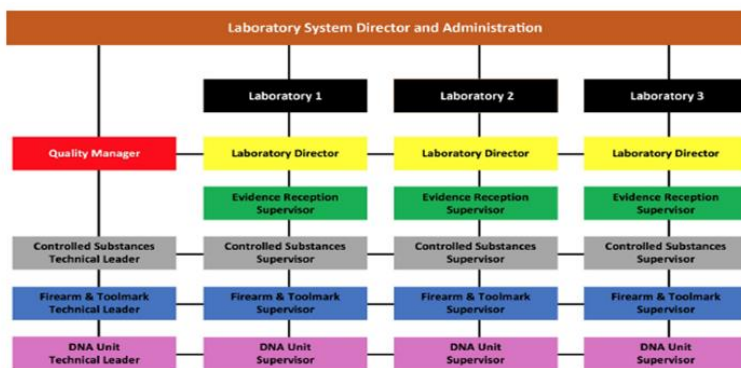 Laboratory System Director and Administration
Laboratory 1
Laboratory 2
Laboratory 3
Quality Manager
Laboratory Director
Laboratory Director
Laboratory Director
Evidence Reception
Supervisor
Evidence Reception
Supervisor
Evidence Reception
Supervisor
Controlled Substances
Technical Leader
Controlled Substances
Supervisor
Controlled Substances
Supervisor
Controlled Substances
Supervisor
Firearm & Toolmark
Technical Leader
Firearm & Toolmark
Supervisor
Firearm & Toolmark
Supervisor
Firearm & Toolmark
Supervisor
DNA Unit
Technical Leader
DNA Unit
Supervisor
DNA Unit
Supervisor
DNA Unit
Supervisor